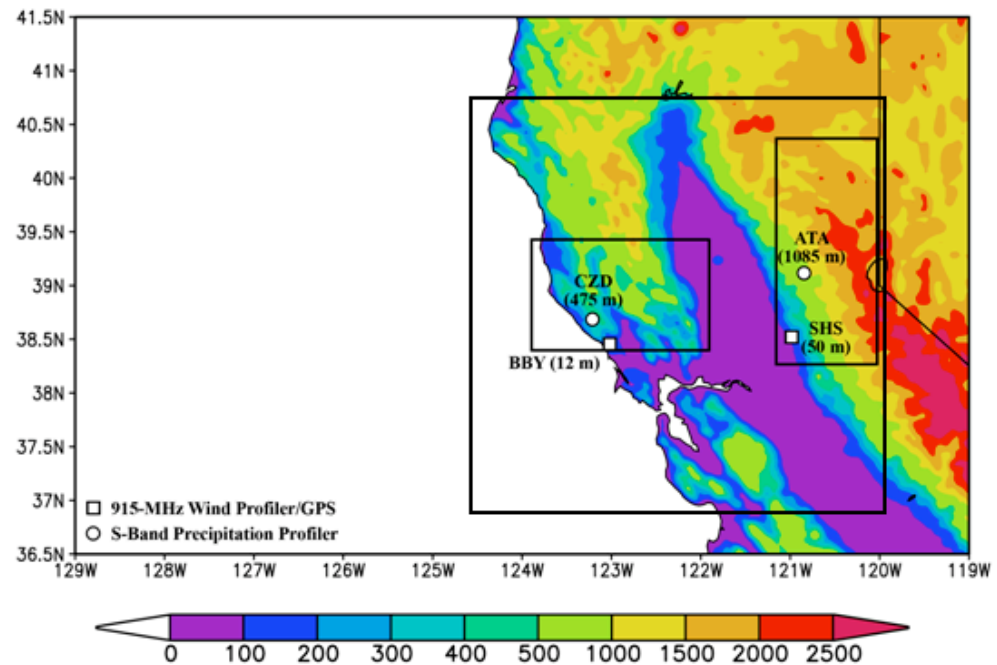 41.5N
41N
40.5N
40N
39.5N
39N
38.5N
38N
37.5N
37N
36.5N
ATA
(1085 m)
CZD
(475 m)
SHS
(50 m)
BBY (12 m)
915-MHz Wind Profiler/GPS
S-Band Precipitation Profiler
129W 128W 127W 126W 125W 124W 123W 122W 121W 120W 119W
0 100 200 300 400 500 1000 1500 2000 2500